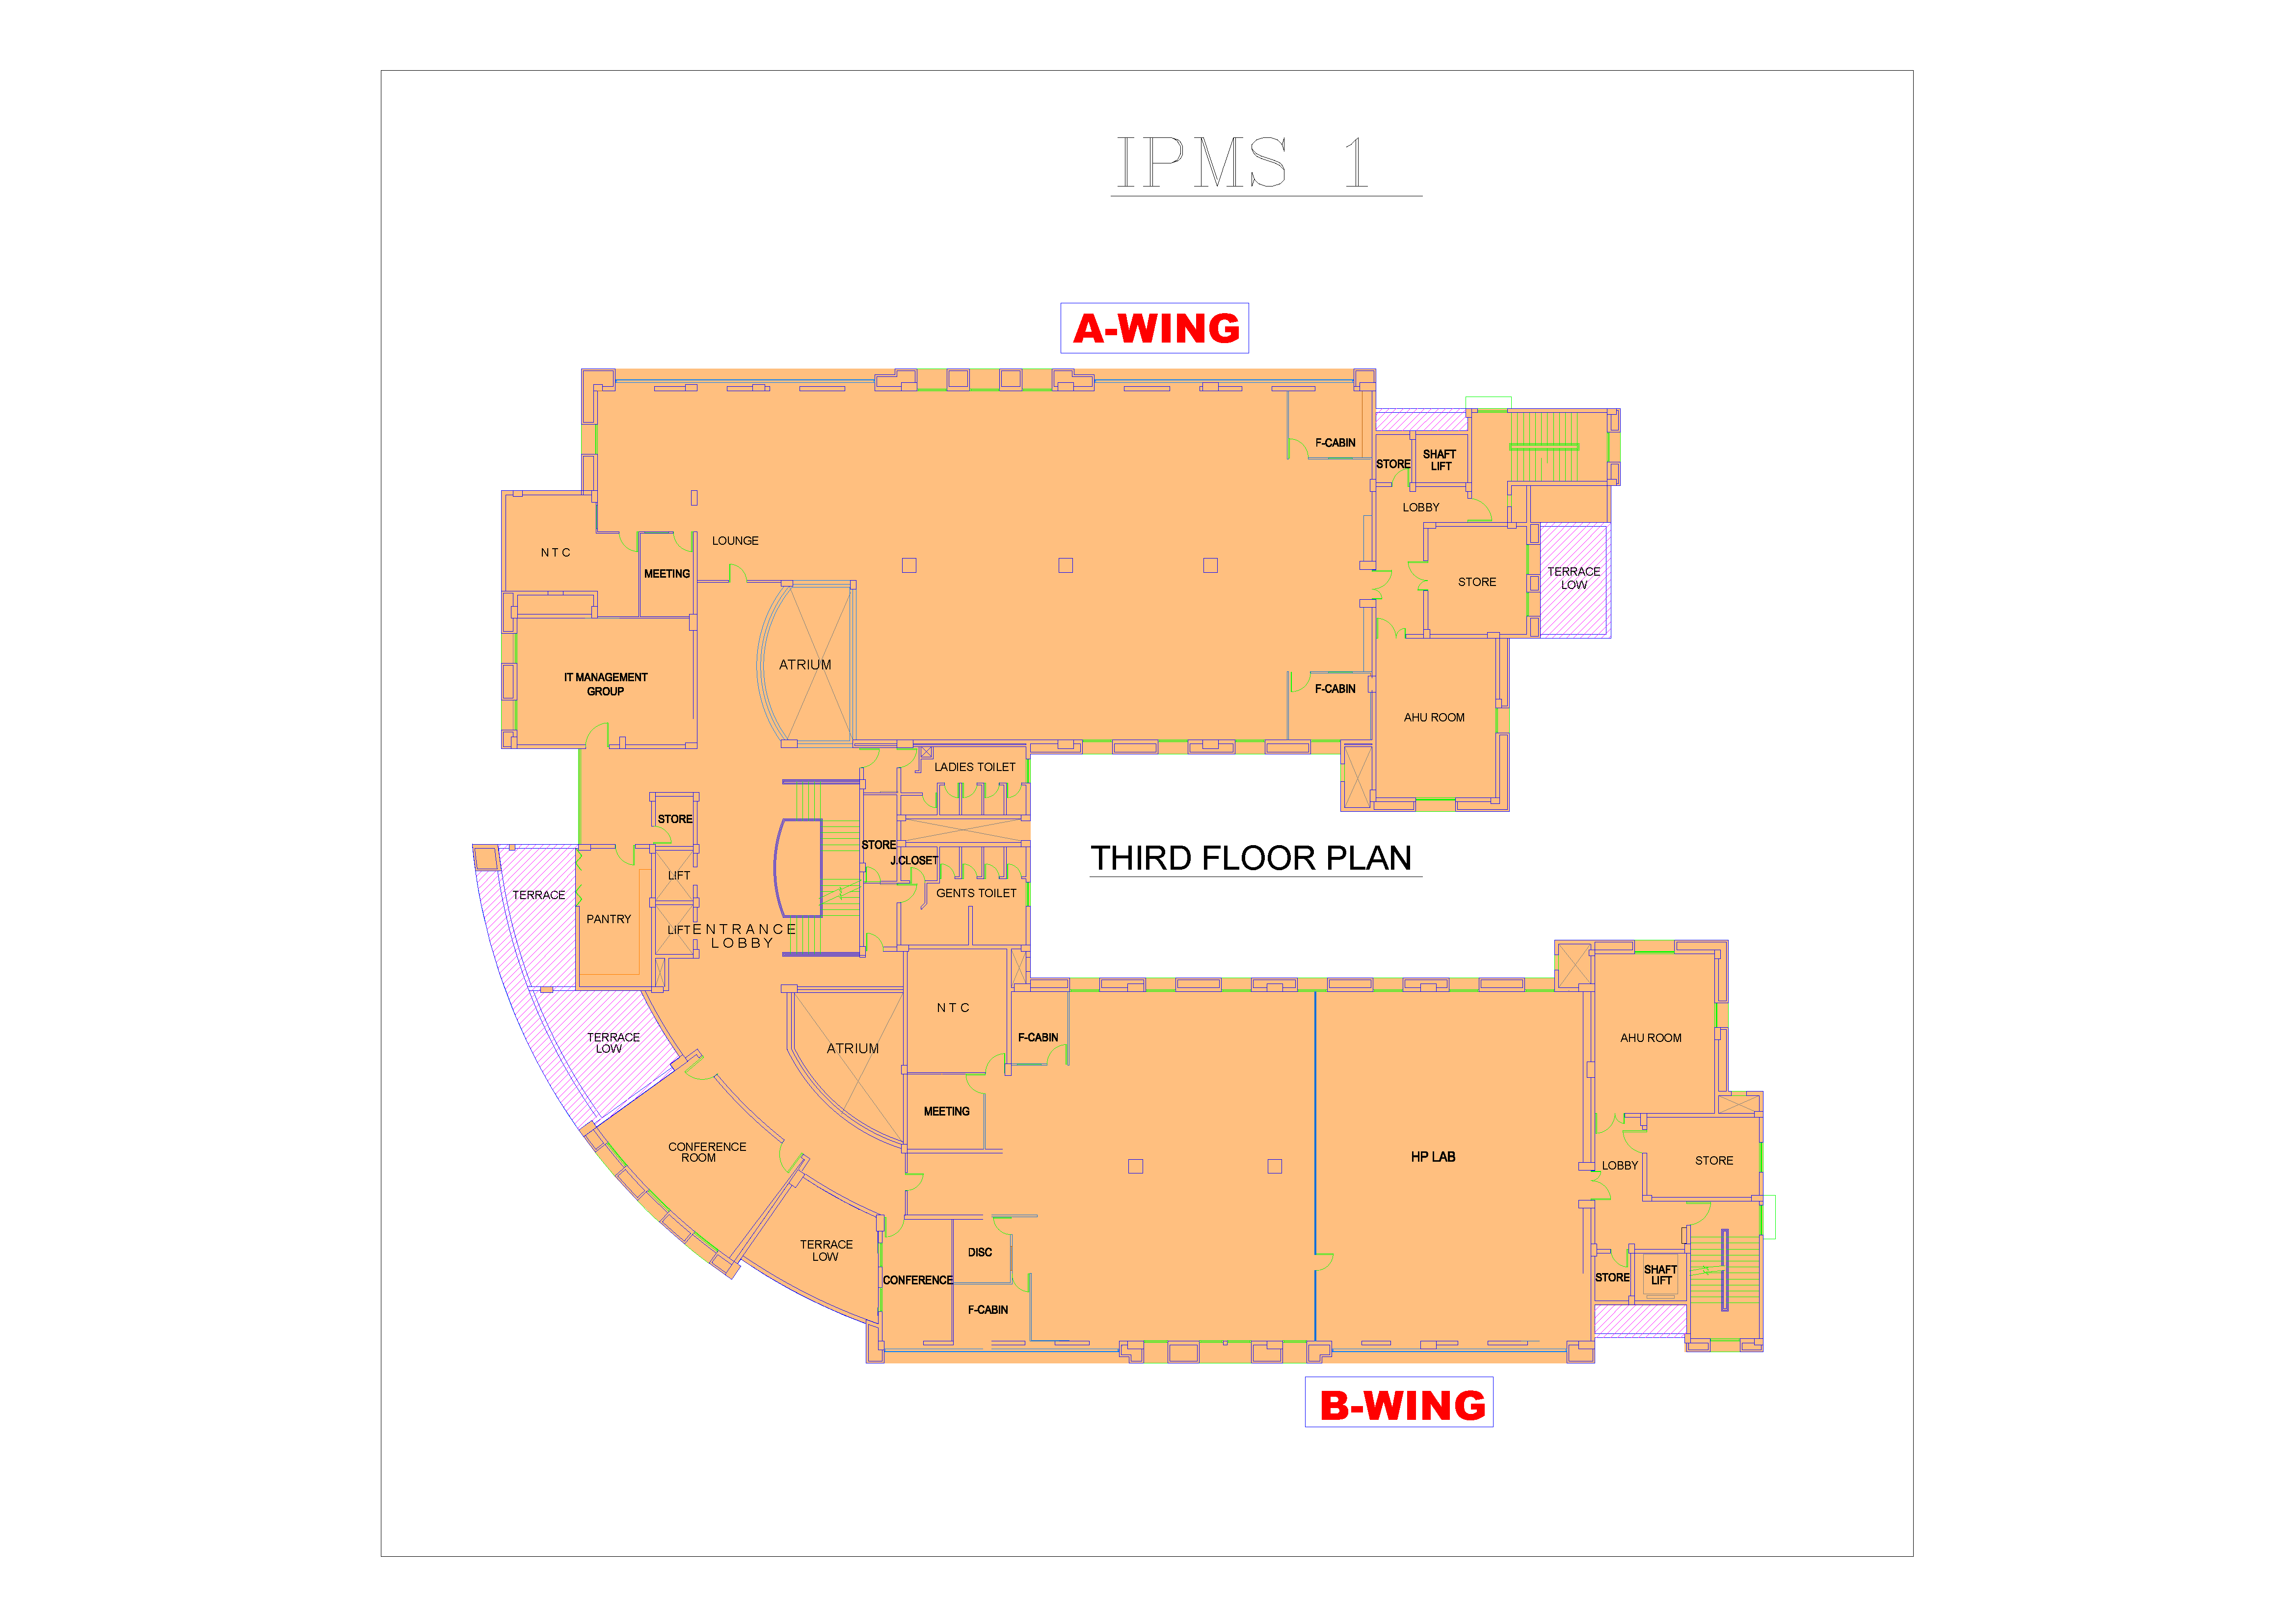 IPMS 1
A-WING
F-CABIN
STORE
SHAFT
LIFT
LOBBY
LOUNGE
N T C
MEETING
STORE
TERRACE
LOW
ATRIUM
IT MANAGEMENT
GROUP
F-CABIN
AHU ROOM
LADIES TOILET
STORE
STORE
J.CLOSET
THIRD FLOOR PLAN
LIFT
GENTS TOILET
TERRACE
PANTRY
LIFT
ENTRANCE
LOBBY
N T C
F-CABIN
TERRACE
LOW
ATRIUM
AHU ROOM
MEETING
CONFERENCE
ROOM
HP LAB
LOBBY
STORE
TERRACE
LOW
DISC
CONFERENCE
STORE
SHAFT
LIFT
F-CABIN
B-WING